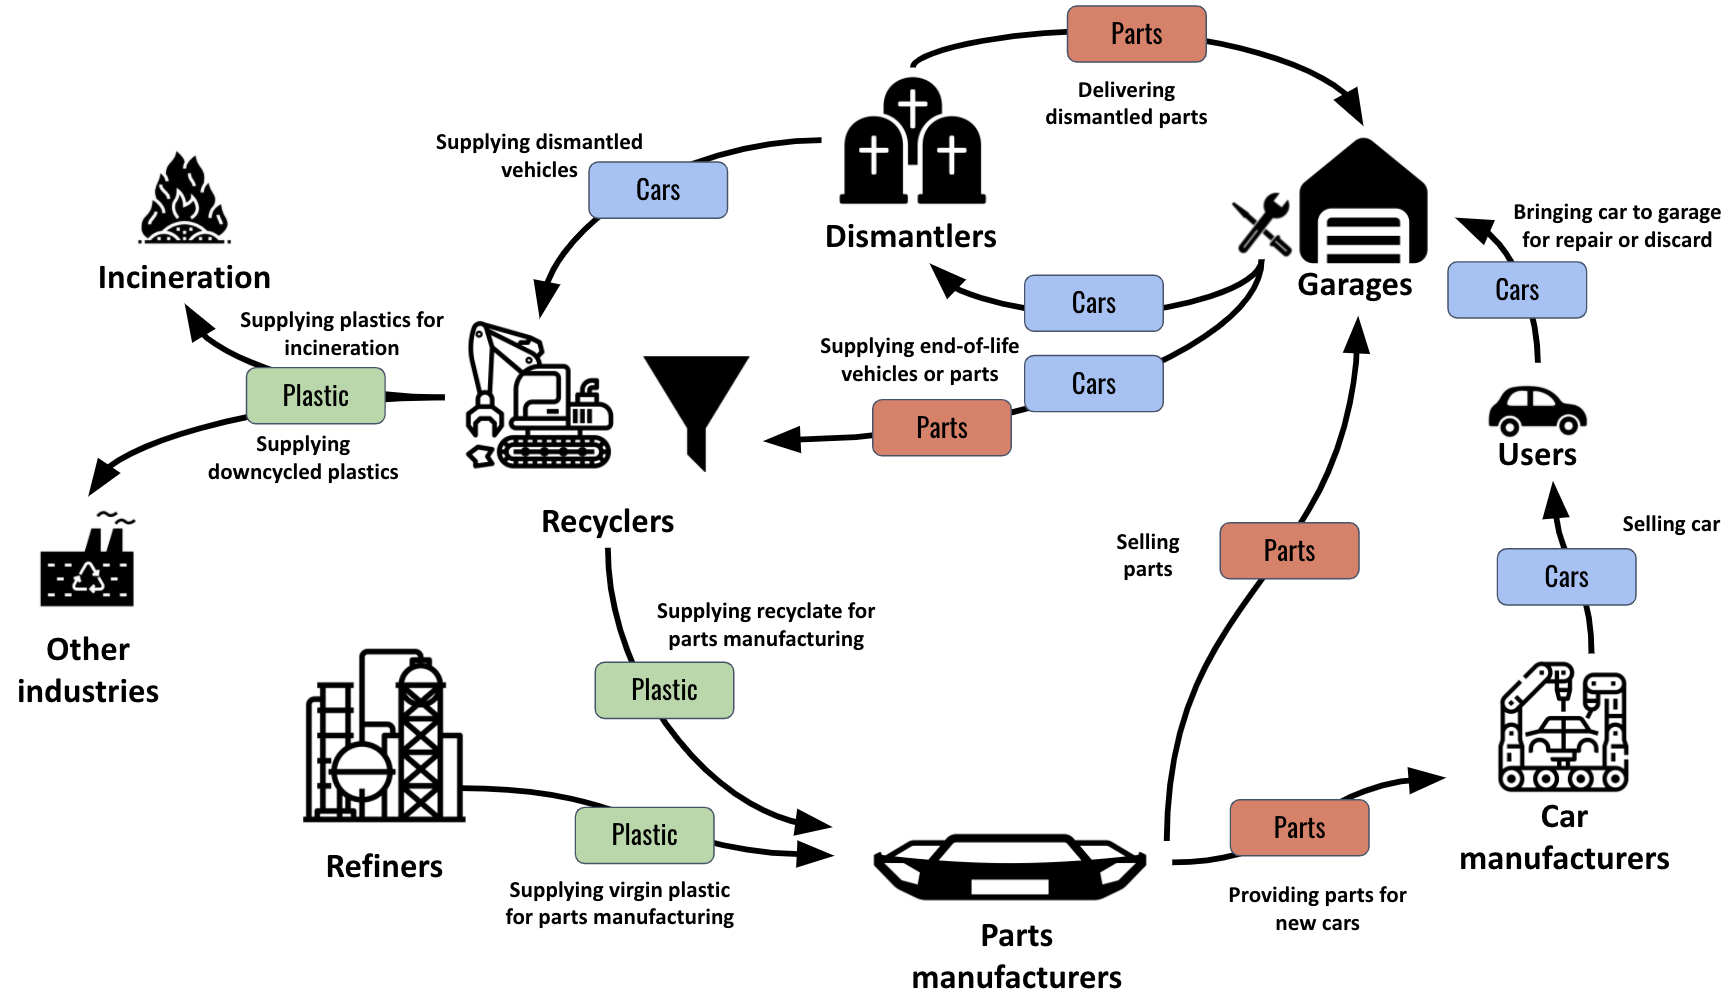 Parts
Delivering
dismantled parts
Supplying dismantled
vehicles
Cars
Dismantlers
Bringing car to garage
for repair or discard
Cars
Garages
Incineration
Cars
Supplying plastics for
incineration
Supplying end-of-life
vehicles or parts
Cars
Plastic
Parts
Supplying
downcycled plastics
Users
Recyclers
Selling car
Selling
parts
Parts
Cars
Supplying recyclate for
parts manufacturing
Other
industries
Plastic
Car
manufacturers
Plastic
Parts
Refiners
Supplying virgin plastic
for parts manufacturing
Providing parts for
new cars
Parts
manufacturers